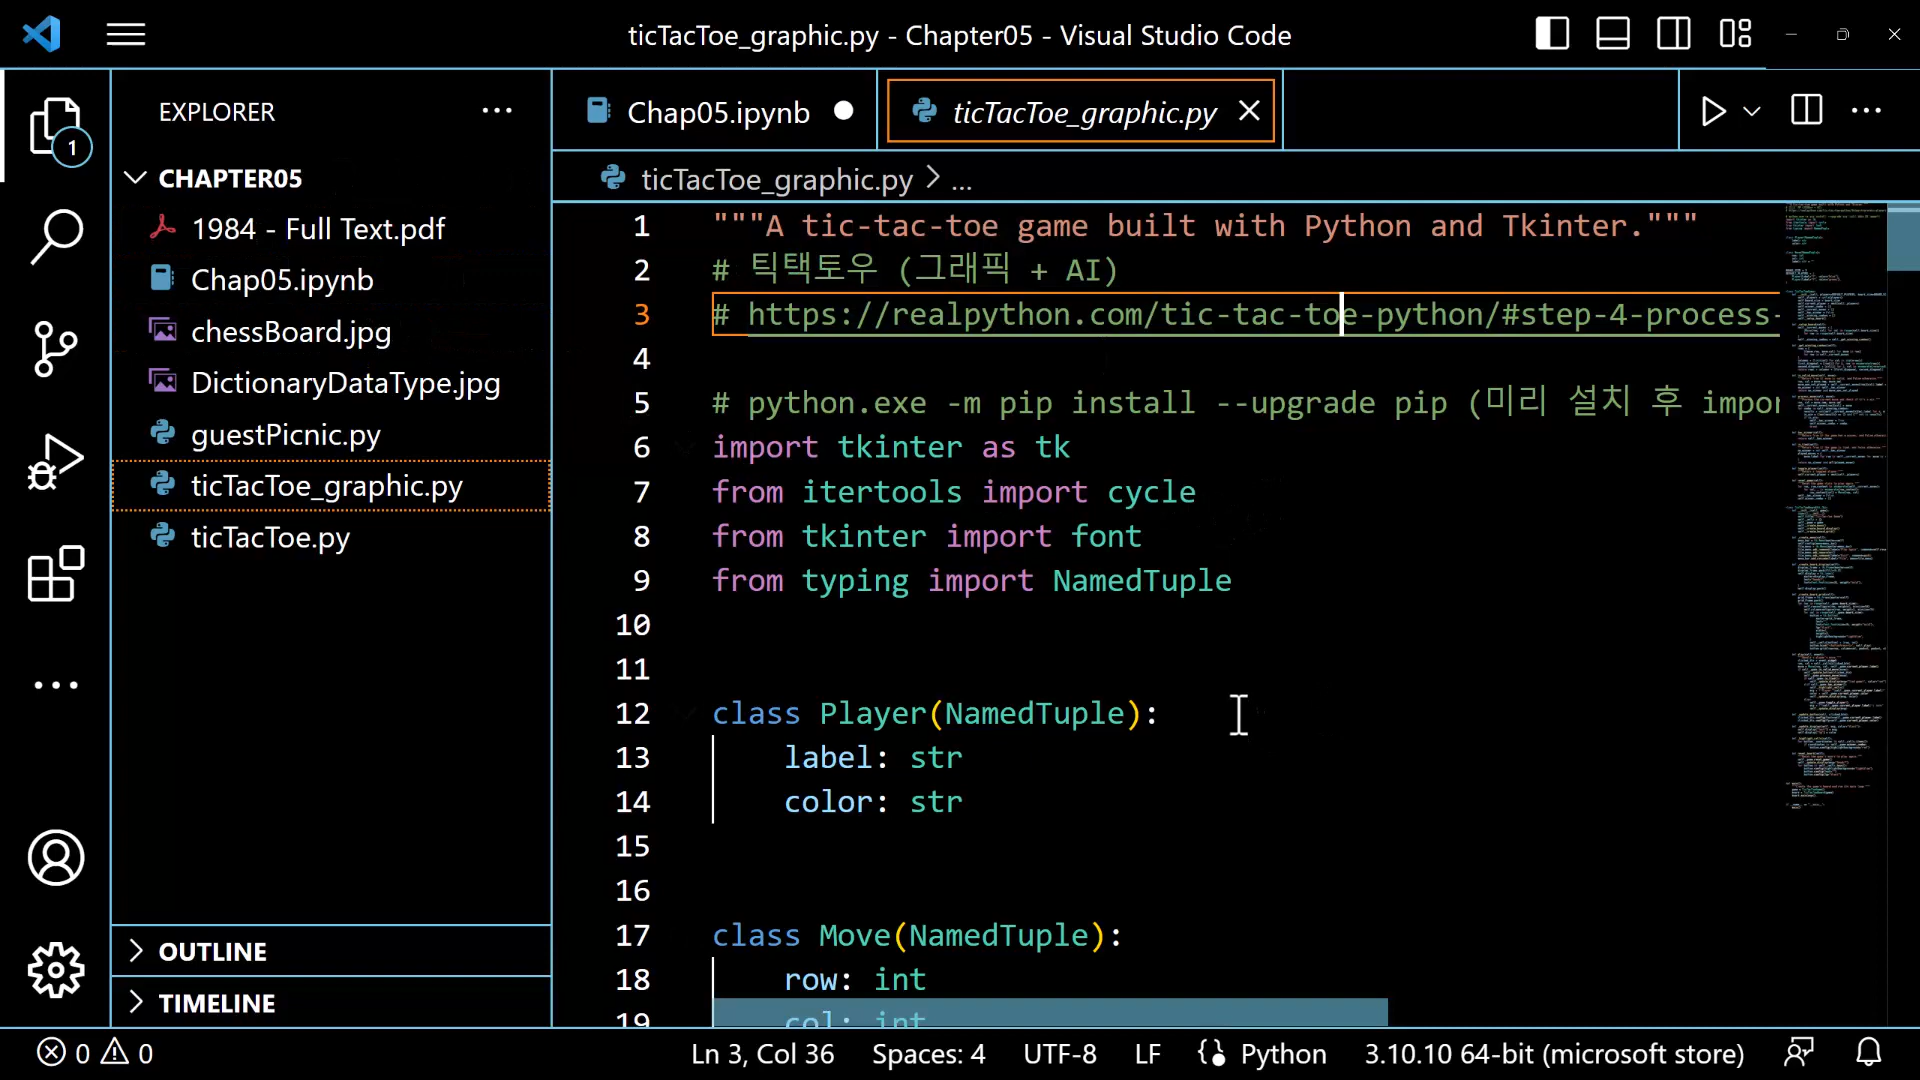 ticTacToe_graphic.py - Chapter05 - Visual Studio Code
EXPLORER
1
CHAPTER05
1984 - Full Text.pdf
Chap05.ipynb
chessBoard.jpg
DictionaryDataType.jpg
guestPicnic.py
ticTacToe_graphic.py
ticTacToe.py
OUTLINE
TIMELINE
Chap05.ipynb
ticTacToe_graphic.py
ticTacToe_graphic.py > ...
1 """A tic-tac-toe game built with Python and Tkinter."""
2 # 틱택토우 (그래픽 + AI)
3 # https://realpython.com/tic-tac-toe-python/#step-4-process-
4
5 # python.exe -m pip install --upgrade pip (미리 설치 후 impor
6 import tkinter as tk
7 from itertools import cycle
8 from tkinter import font
9 from typing import NamedTuple
10
11
12 class Player(NamedTuple):
13 label: str
14 color: str
15
16
17 class Move(NamedTuple):
18 row: int
19 col: int
0 0
Ln 3, Col 36 Spaces: 4 UTF-8 LF Python 3.10.10 64-bit (microsoft store)